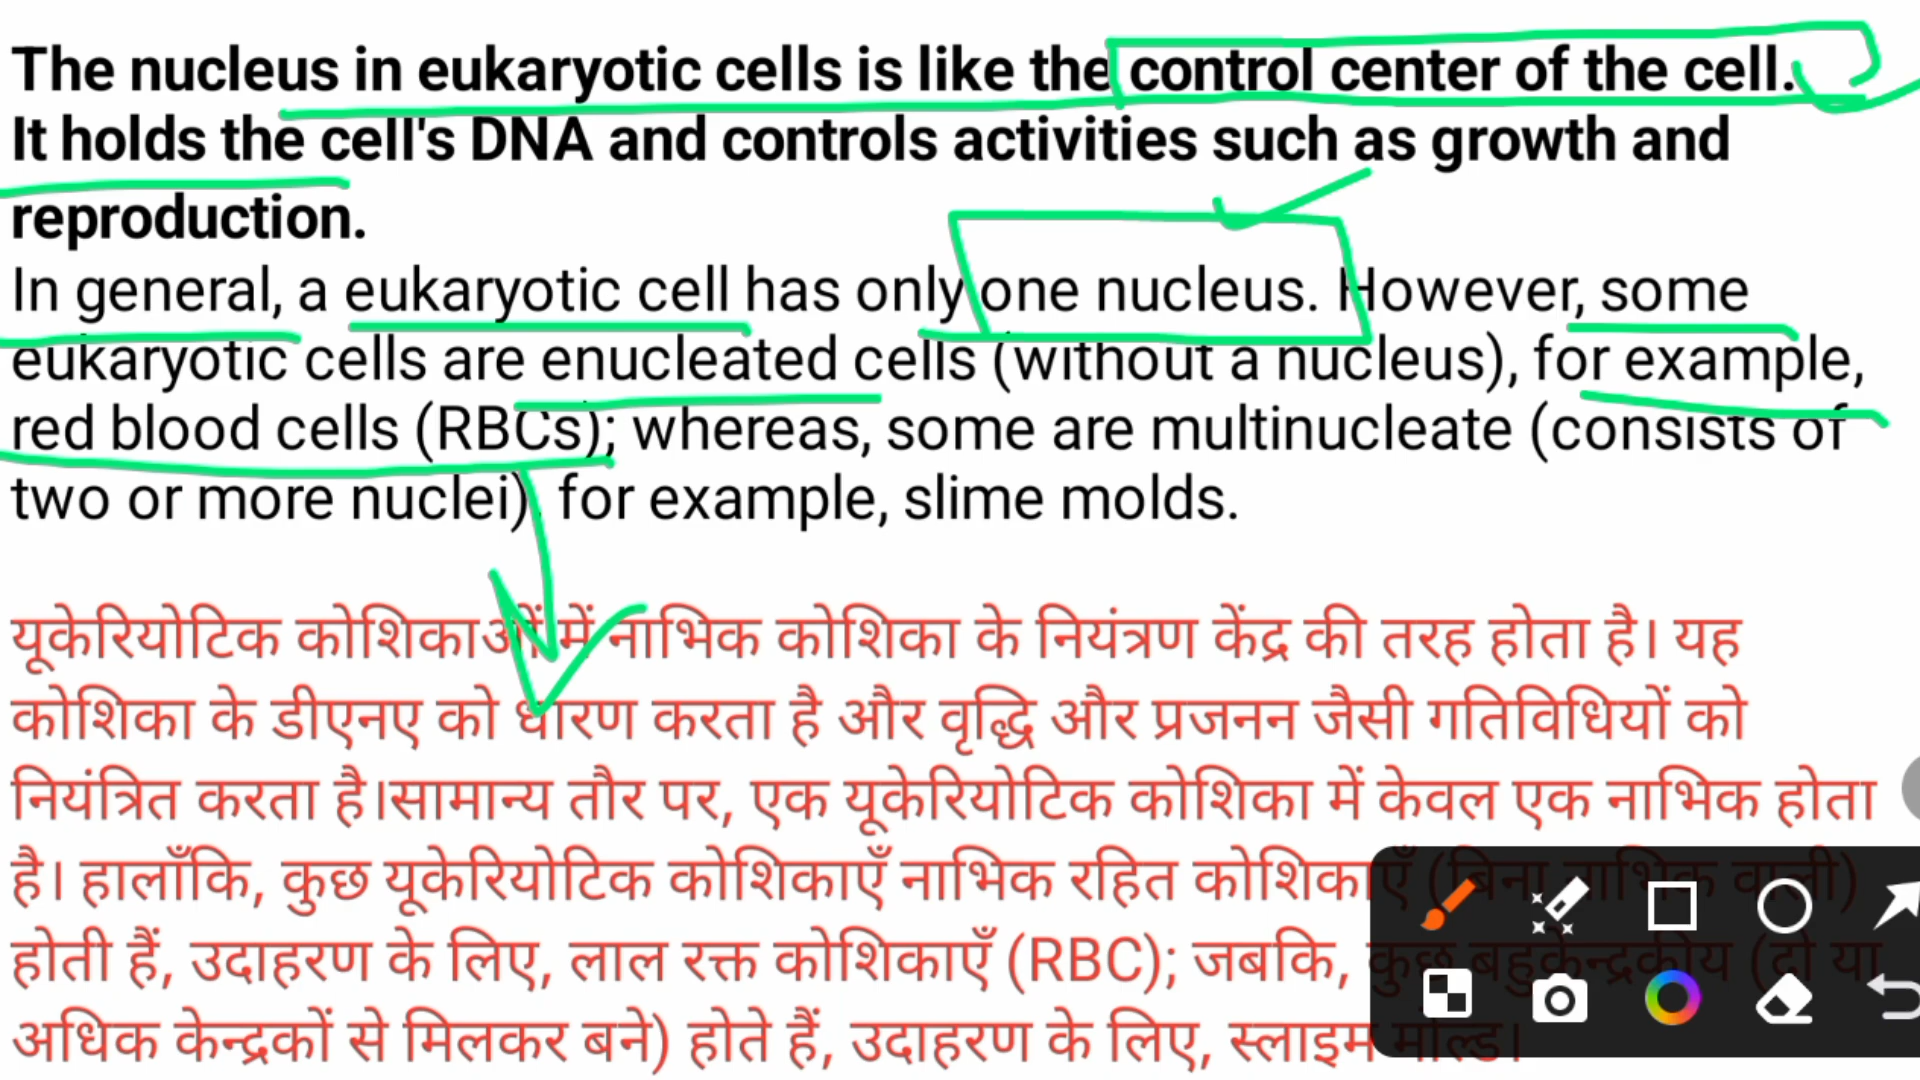 The nucleus in eukaryotic cells is like the control center of the cell.
It holds the cell's DNA and controls activities such as growth and
reproduction.
In general, a eukaryotic cell has only one nucleus. However, some
eukaryotic cells are enucleated cells (without a nucleus), for example,
red blood cells (RBCs); whereas, some are multinucleate (consists of
two or more nuclei), for example, slime molds.
यूकेरियोटिक कोशिकाओं में नाभिक कोशिका के नियंत्रण केंद्र की तरह होता है। यह
कोशिका के डीएनए को धारण करता है और वृद्धि और प्रजनन जैसी गतिविधियों को
नियंत्रित करता है।सामान्य तौर पर, एक यूकेरियोटिक कोशिका में केवल एक नाभिक होता
है। हालाँकि, कुछ यूकेरियोटिक कोशिकाएँ नाभिक रहित कोशिकाएँ (बिना नाभिक वाली)
होती हैं, उदाहरण के लिए, लाल रक्त कोशिकाएँ (RBC); जबकि, कुछ बहुकेन्द्रकीय (दो या
अधिक केन्द्रकों से मिलकर बने) होते हैं, उदाहरण के लिए, स्लाइम मोल्ड।